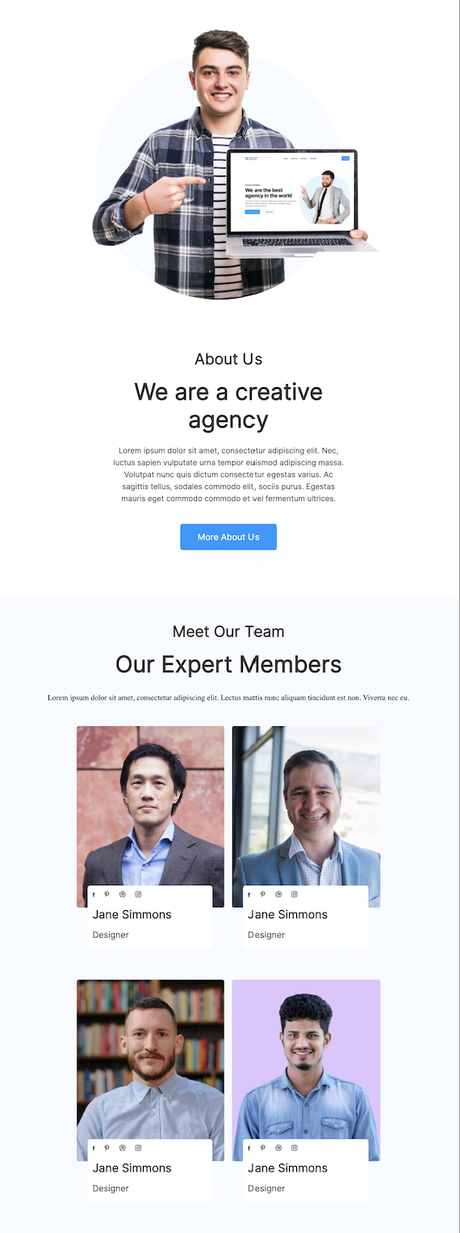 We are the best
agency in the world
About Us
We are a creative
agency
Lorem ipsum dolor sit amet, consectetur adipiscing elit. Nec,
luctus sapien vulputate urna tempor euismod adipiscing massa.
Volutpat nunc quis dictum consectetur egestas varius. Ac
sagittis tellus, sodales commodo elit, sociis purus. Egestas
mauris eget commodo commodo et vel fermentum ultrices.
More About Us
Meet Our Team
Our Expert Members
Lorem ipsum dolor sit amet, consectetur adipiscing elit. Lectus mattis nunc aliquam tincidunt est non. Viverra nec eu.
Jane Simmons
Designer
Jane Simmons
Designer
Jane Simmons
Designer
Jane Simmons
Designer